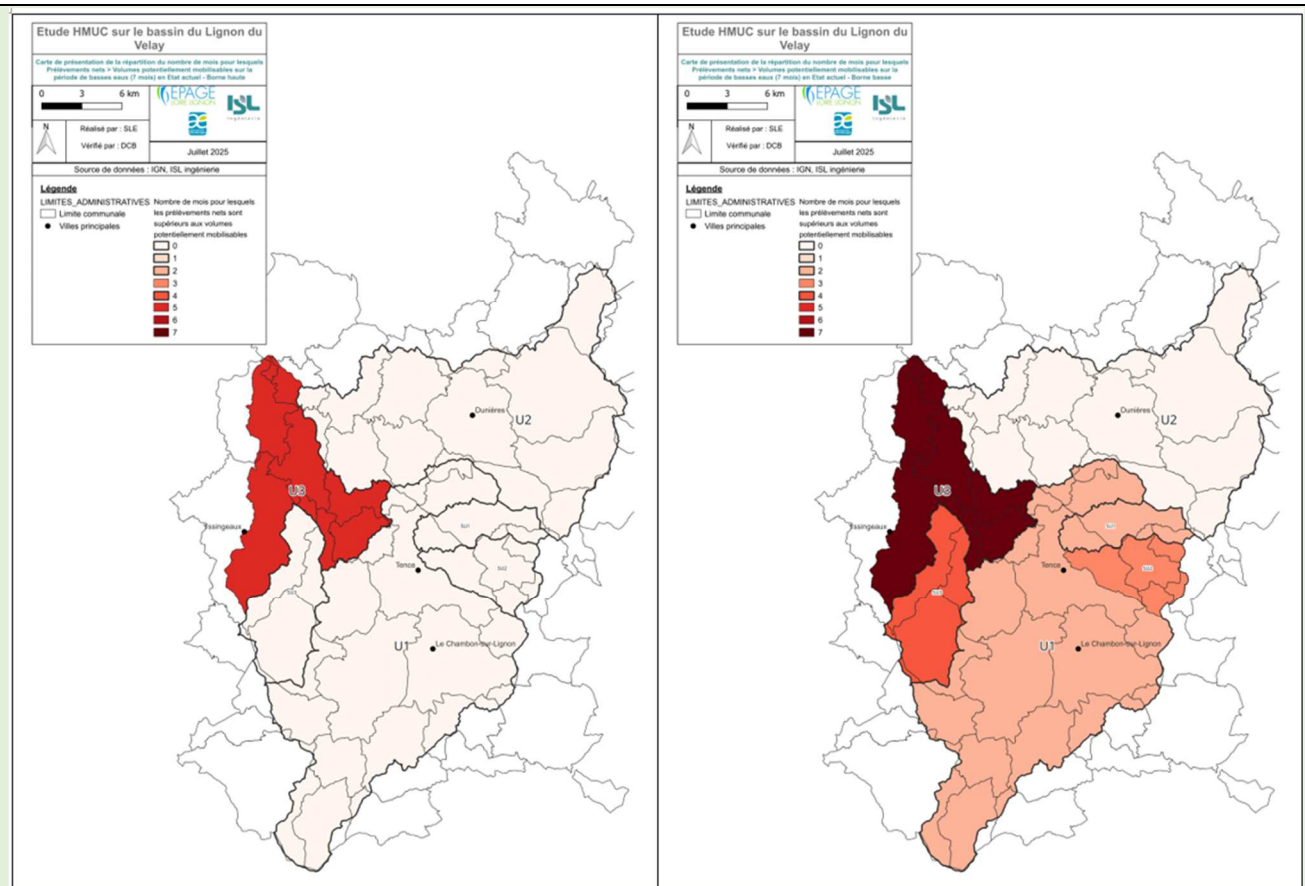 Etude HMUC sur le bassin du Lignon du
Velay
Carte de présentation de la répartition du nombre de mois pour lesquels
Prélèvements nets > Volumes potentiellement mobilisables sur la
période de basses eaux (7 mois) en Etat actuel - Borne haute
0 3 6 km
EPAGE
LOIRE LIGNON
ISL
Ingénierie
N
Réalisé par : SLE
Vérifié par : DCB
Juillet 2025
Source de données : IGN, ISL ingénierie
Légende
LIMITES_ADMINISTRATIVES
Limite communale
Villes principales
Nombre de mois pour lesquels
les prélèvements nets sont
supérieurs aux volumes
potentiellement mobilisables
0
1
2
3
4
5
6
7
Dunières
U2
U3
Yssingeaux
SU1
SU2
Tence
U1
Le Chambon-sur-Lignon
Etude HMUC sur le bassin du Lignon du
Velay
Carte de présentation de la répartition du nombre de mois pour lesquels
Prélèvements nets > Volumes potentiellement mobilisables sur la
période de basses eaux (7 mois) en Etat actuel - Borne basse
0 3 6 km
EPAGE
LOIRE LIGNON
ISL
Ingénierie
N
Réalisé par : SLE
Vérifié par : DCB
Juillet 2025
Source de données : IGN, ISL ingénierie
Légende
LIMITES_ADMINISTRATIVES
Limite communale
Villes principales
Nombre de mois pour lesquels
les prélèvements nets sont
supérieurs aux volumes
potentiellement mobilisables
0
1
2
3
4
5
6
7
Dunières
U2
U3
Yssingeaux
SU1
SU2
Tence
SU3
U1
Le Chambon-sur-Lignon